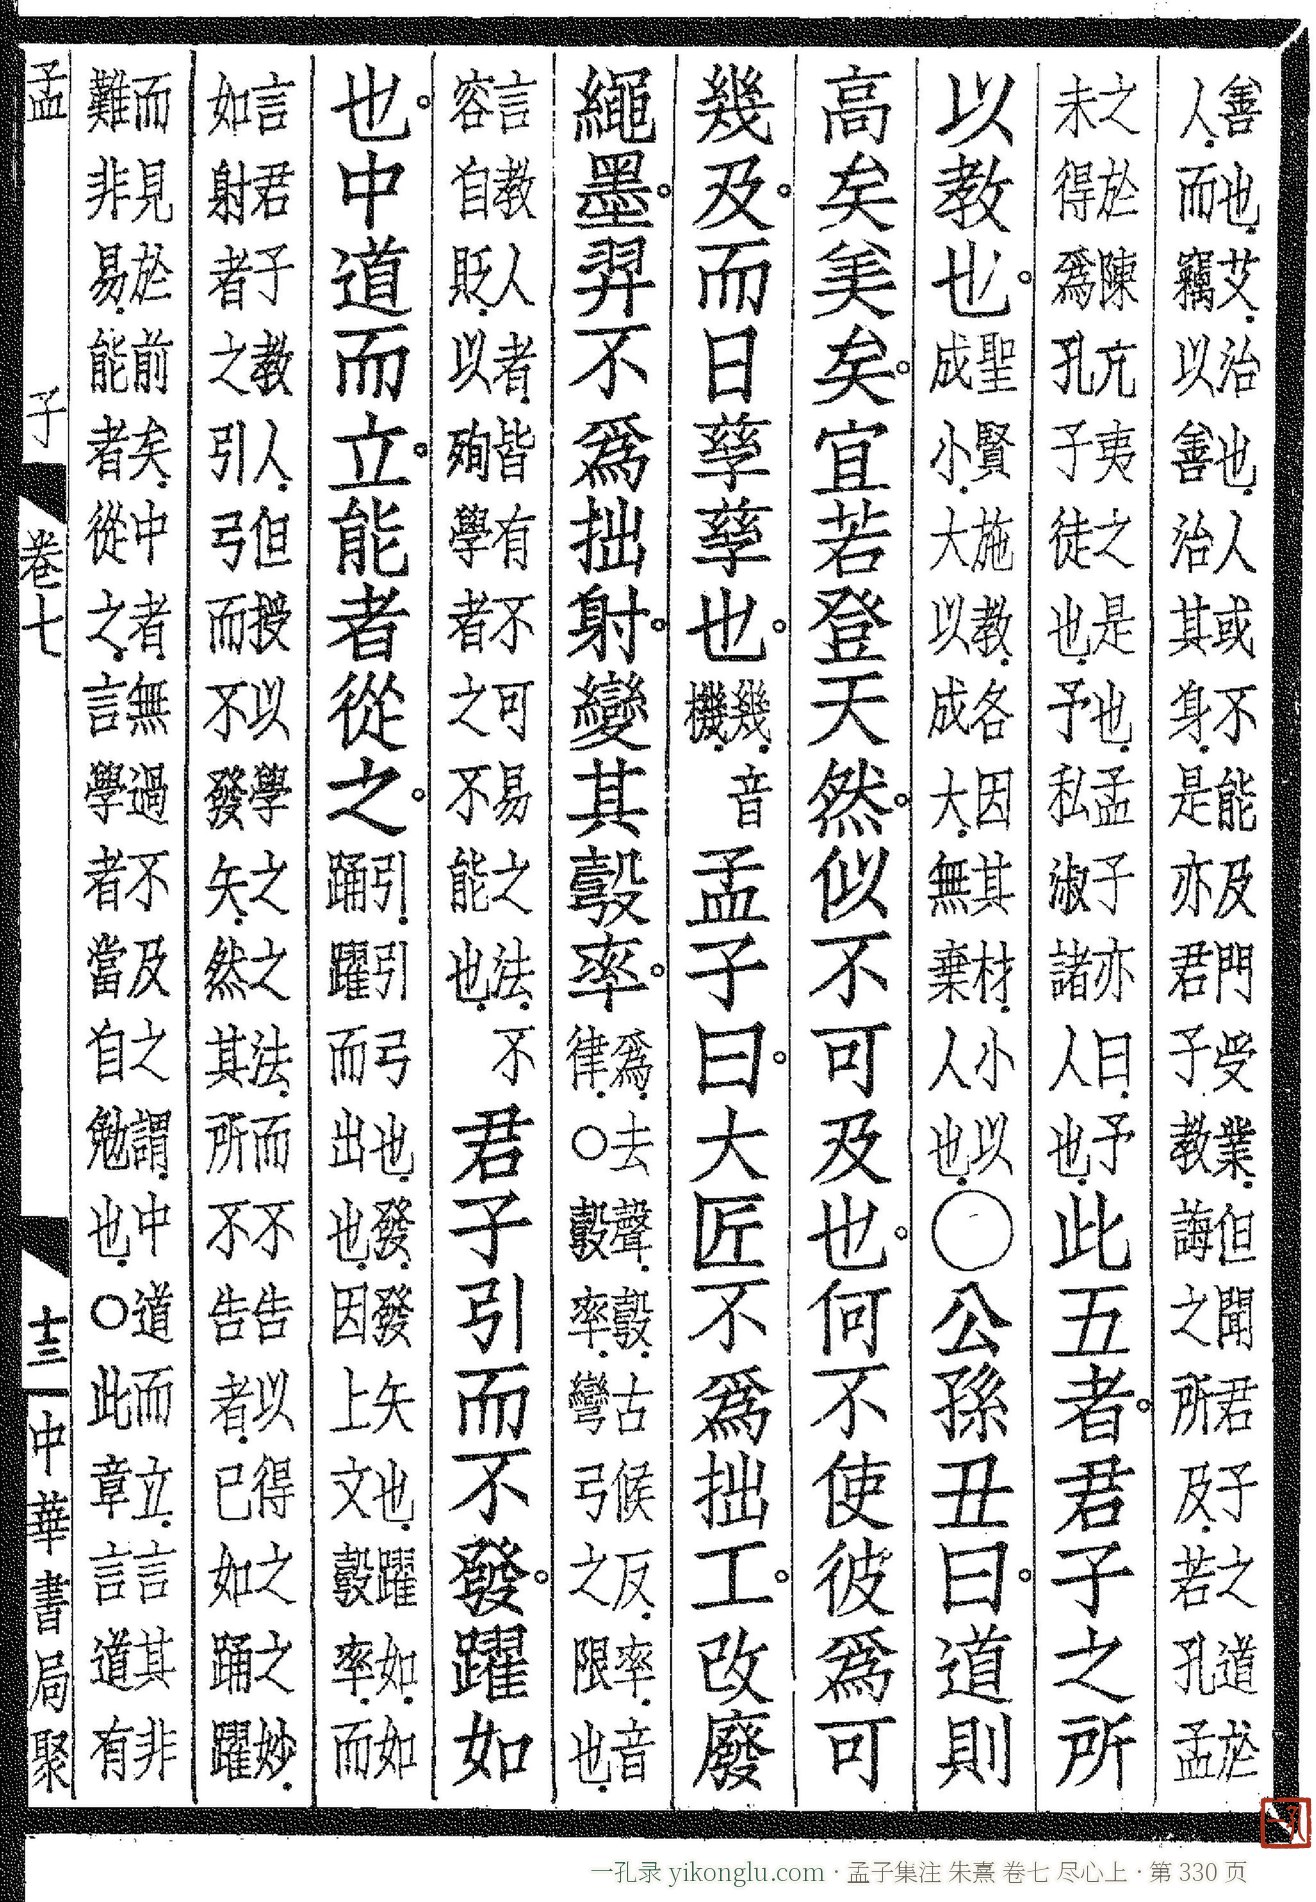 善也．艾．治也．人或不能及門受業．但聞君子之道於
人．而竊以善治其身．是亦君子教誨之所及．若孔孟
之於陳亢夷之是也．孟子亦曰．予
未得爲孔子徒也．予私淑諸人也．
此五者。君子之所
以教也。
聖賢施教．各因其材．小以
成小．大以成大．無棄人也．
○公孫丑曰。道則
高矣美矣。宜若登天然。似不可及也。何不使彼爲可
幾及。而日孳孳也。
幾．音
機．
孟子曰。大匠不爲拙工。改廢
繩墨。羿不爲拙射。變其彀率。
爲．去聲．彀．古候反．率．音
律．○彀率．彎弓之限也．
言教人者．皆有不可易之法．不
容自貶．以殉學者之不能也．
君子引而不發。躍如
也。中道而立。能者從之。
引．引弓也．發．發矢也．躍如．如
踊躍而出也．因上文彀率．而
言君子教人．但授以學之之法．而不告以得之之妙．
如射者之引弓而不發矢．然其所不告者．已如踊躍
而見於前矣．中者．無過不及之謂．中道而立．言其非
難非易．能者從之．言學者當自勉也．○此章言道有
孟子 卷七 十三 中華書局聚
一孔录 yikonglu.com · 孟子集注 朱熹 卷七 尽心上 · 第 330 页